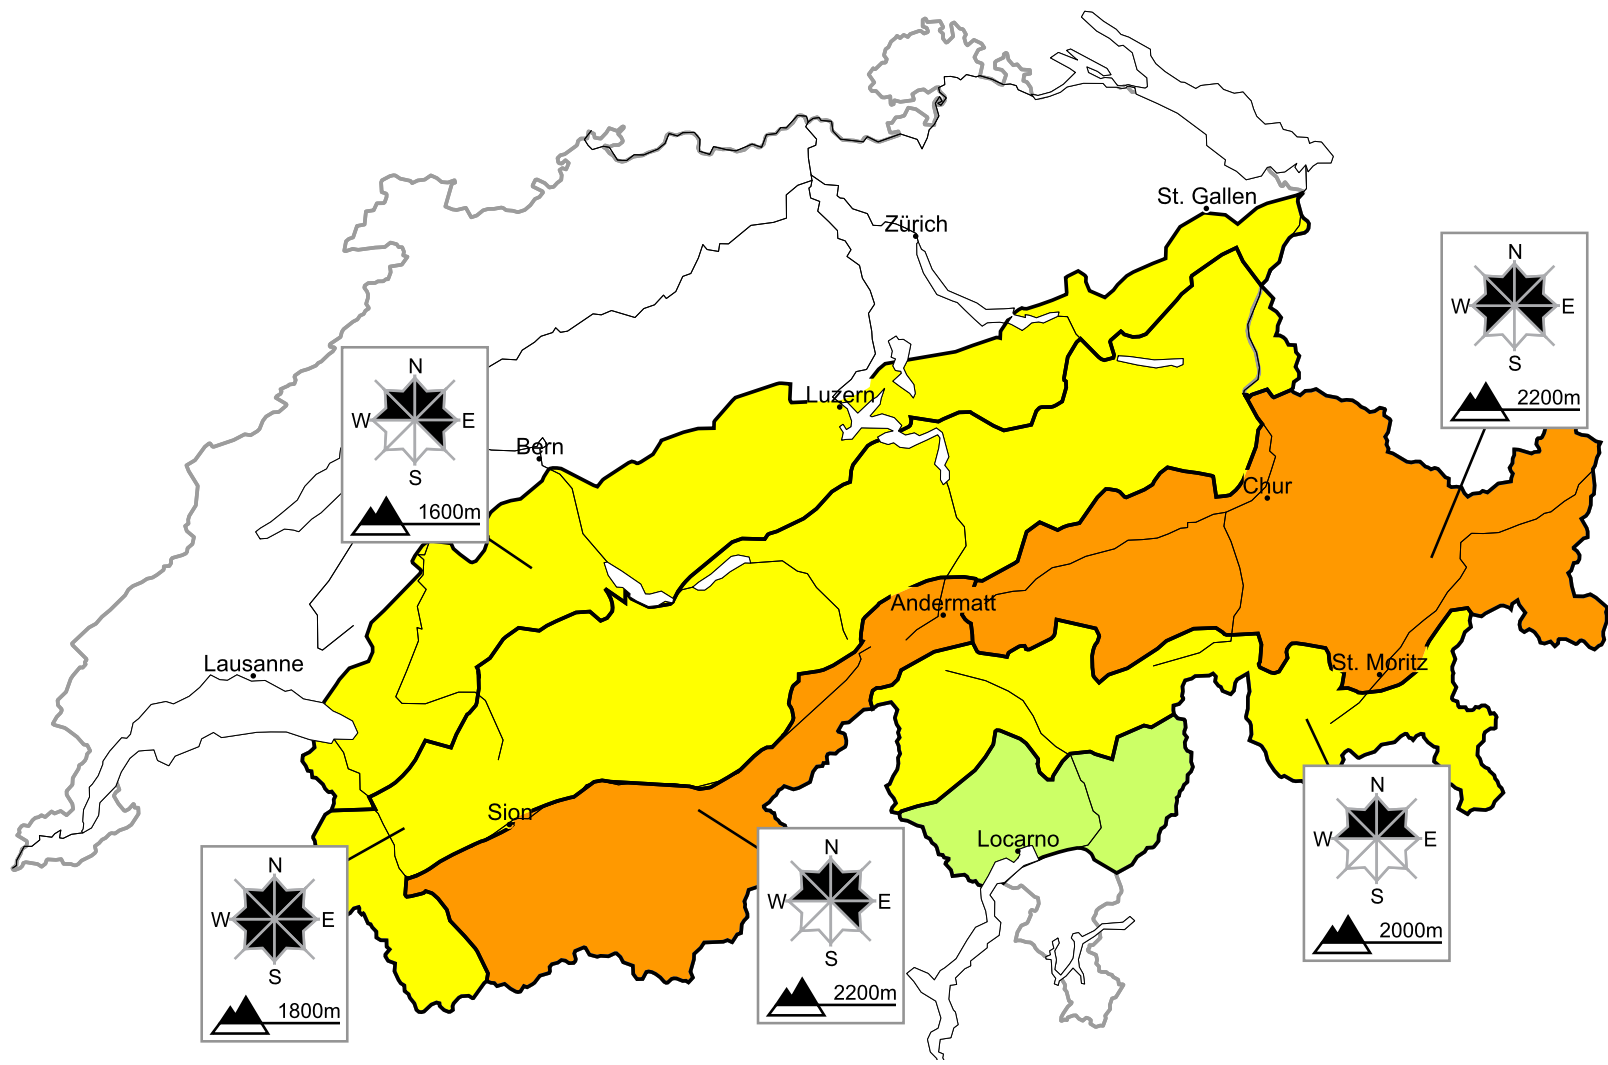 St. Gallen
Zürich
N
W E
S
2200m
N
W E
S
1600m
Luzern
Bern
Chur
Andermatt
Lausanne
St. Moritz
Sion
Locarno
N
W E
S
2000m
N
W E
S
2200m
N
W E
S
1800m